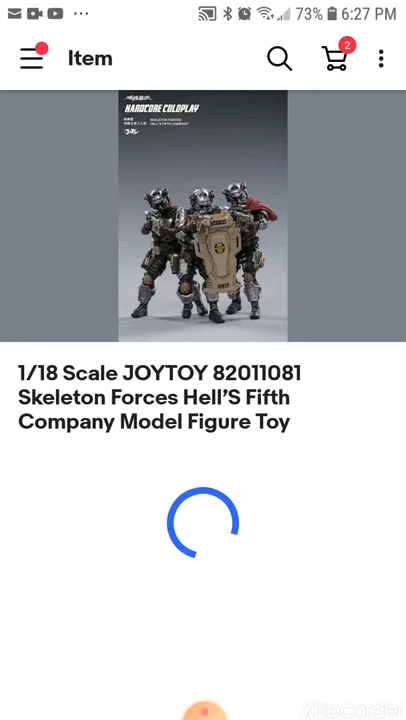 73% 6:27 PM
Item
2
HARDCORE COLDPLAY
SKELETON FORCES
HELL'S FIFTH COMPANY
POWER
1/18 Scale JOYTOY 82011081
Skeleton Forces Hell'S Fifth
Company Model Figure Toy
XRecorder